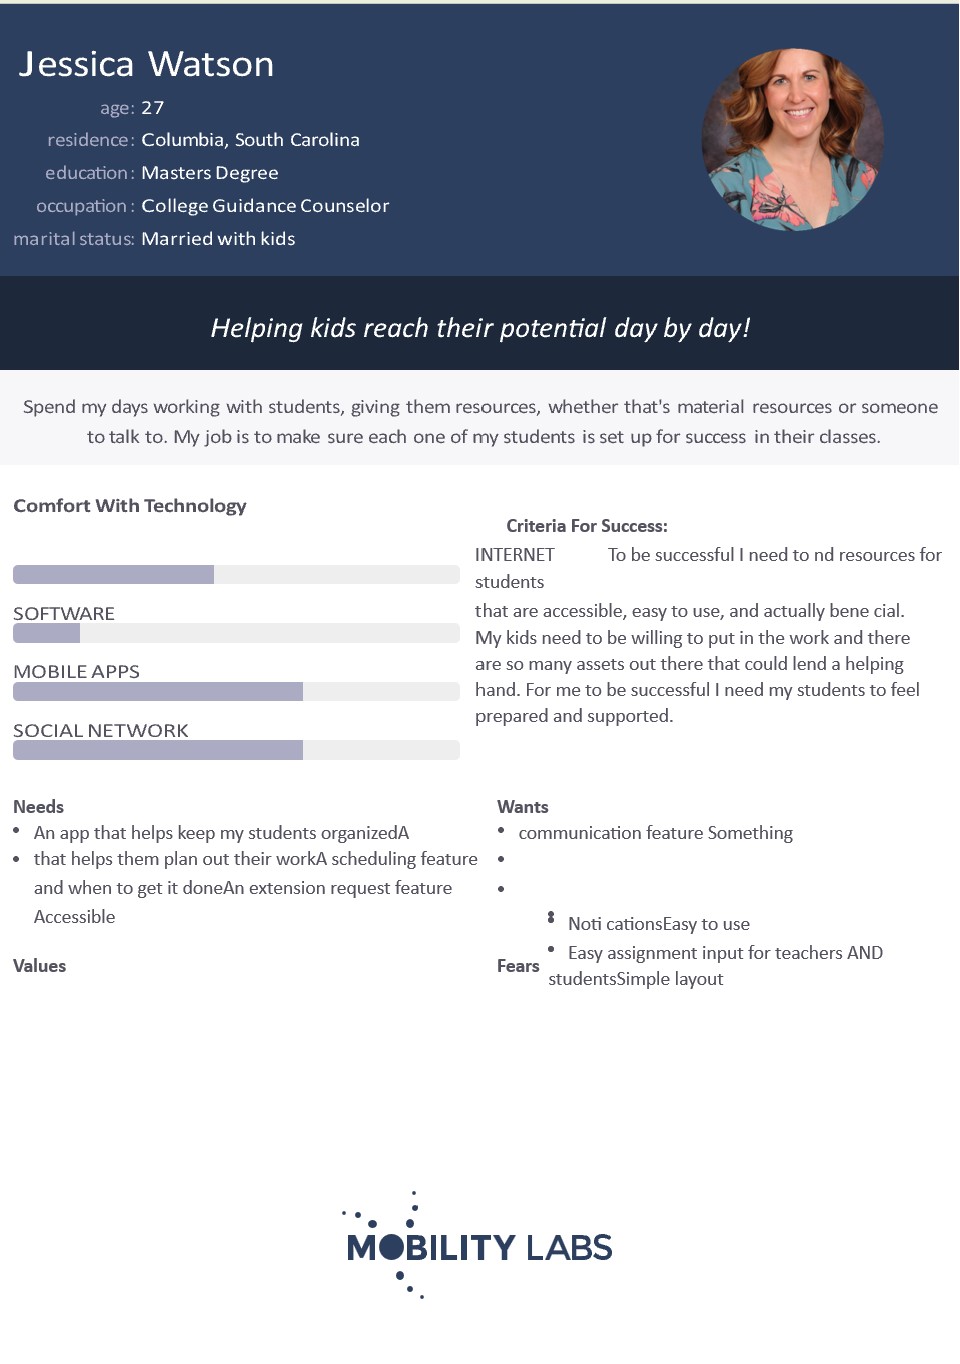 Jessica Watson
age: 27
residence: Columbia, South Carolina
education: Masters Degree
occupation: College Guidance Counselor
marital status: Married with kids
Helping kids reach their potential day by day!
Spend my days working with students, giving them resources, whether that's material resources or someone
to talk to. My job is to make sure each one of my students is set up for success in their classes.
Comfort With Technology
SOFTWARE
MOBILE APPS
SOCIAL NETWORK
Criteria For Success:
INTERNET To be successful I need to nd resources for
students
that are accessible, easy to use, and actually bene cial.
My kids need to be willing to put in the work and there
are so many assets out there that could lend a helping
hand. For me to be successful I need my students to feel
prepared and supported.
Needs
• An app that helps keep my students organizedA
• that helps them plan out their workA scheduling feature
and when to get it doneAn extension request feature
Accessible
Wants
• communication feature Something
•
•
• Noti cationsEasy to use
• Easy assignment input for teachers AND
studentsSimple layout
Values
Fears
MOBILITY LABS